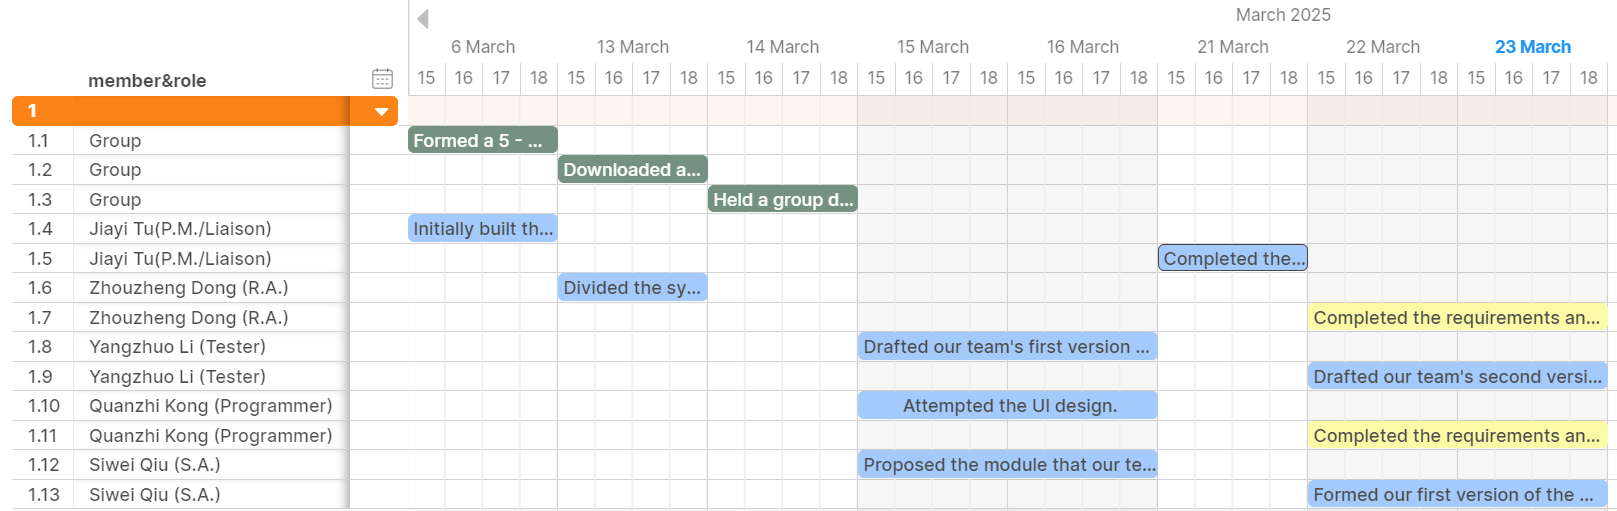 March 2025
6 March 13 March 14 March 15 March 16 March 21 March 22 March 23 March
member&role 15 16 17 18 15 16 17 18 15 16 17 18 15 16 17 18 15 16 17 18 15 16 17 18 15 16 17 18 15 16 17 18
1
1.1 Group Formed a 5 - ...
1.2 Group Downloaded a...
1.3 Group Held a group d...
1.4 Jiayi Tu(P.M./Liaison) Initially built th...
1.5 Jiayi Tu(P.M./Liaison) Completed the...
1.6 Zhouzheng Dong (R.A.) Divided the sy...
1.7 Zhouzheng Dong (R.A.) Completed the requirements an...
1.8 Yangzhuo Li (Tester) Drafted our team's first version ...
1.9 Yangzhuo Li (Tester) Drafted our team's second versi...
1.10 Quanzhi Kong (Programmer) Attempted the UI design.
1.11 Quanzhi Kong (Programmer) Completed the requirements an...
1.12 Siwei Qiu (S.A.) Proposed the module that our te...
1.13 Siwei Qiu (S.A.) Formed our first version of the ...